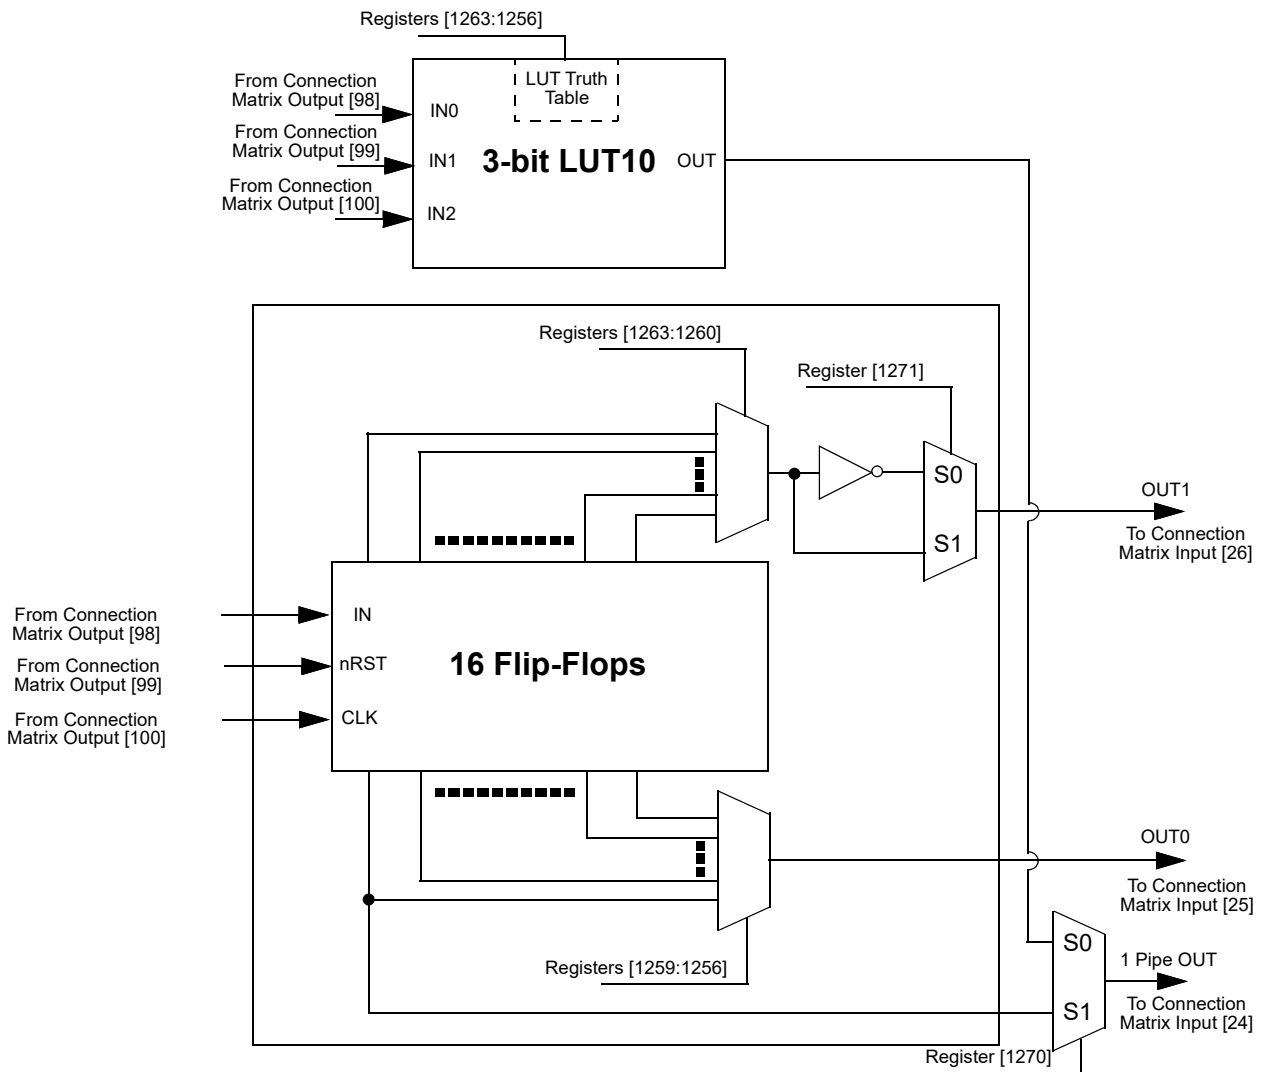 Registers [1263:1256]
From Connection
Matrix Output [98]
LUT Truth
Table
IN0
From Connection
Matrix Output [99]
IN1
3-bit LUT10
OUT
From Connection
Matrix Output [100]
IN2
Registers [1263:1260]
Register [1271]
S0
S1
OUT1
To Connection
Matrix Input [26]
From Connection
Matrix Output [98]
IN
From Connection
Matrix Output [99]
nRST
16 Flip-Flops
From Connection
Matrix Output [100]
CLK
OUT0
To Connection
Matrix Input [25]
Registers [1259:1256]
S0
S1
1 Pipe OUT
To Connection
Matrix Input [24]
Register [1270]